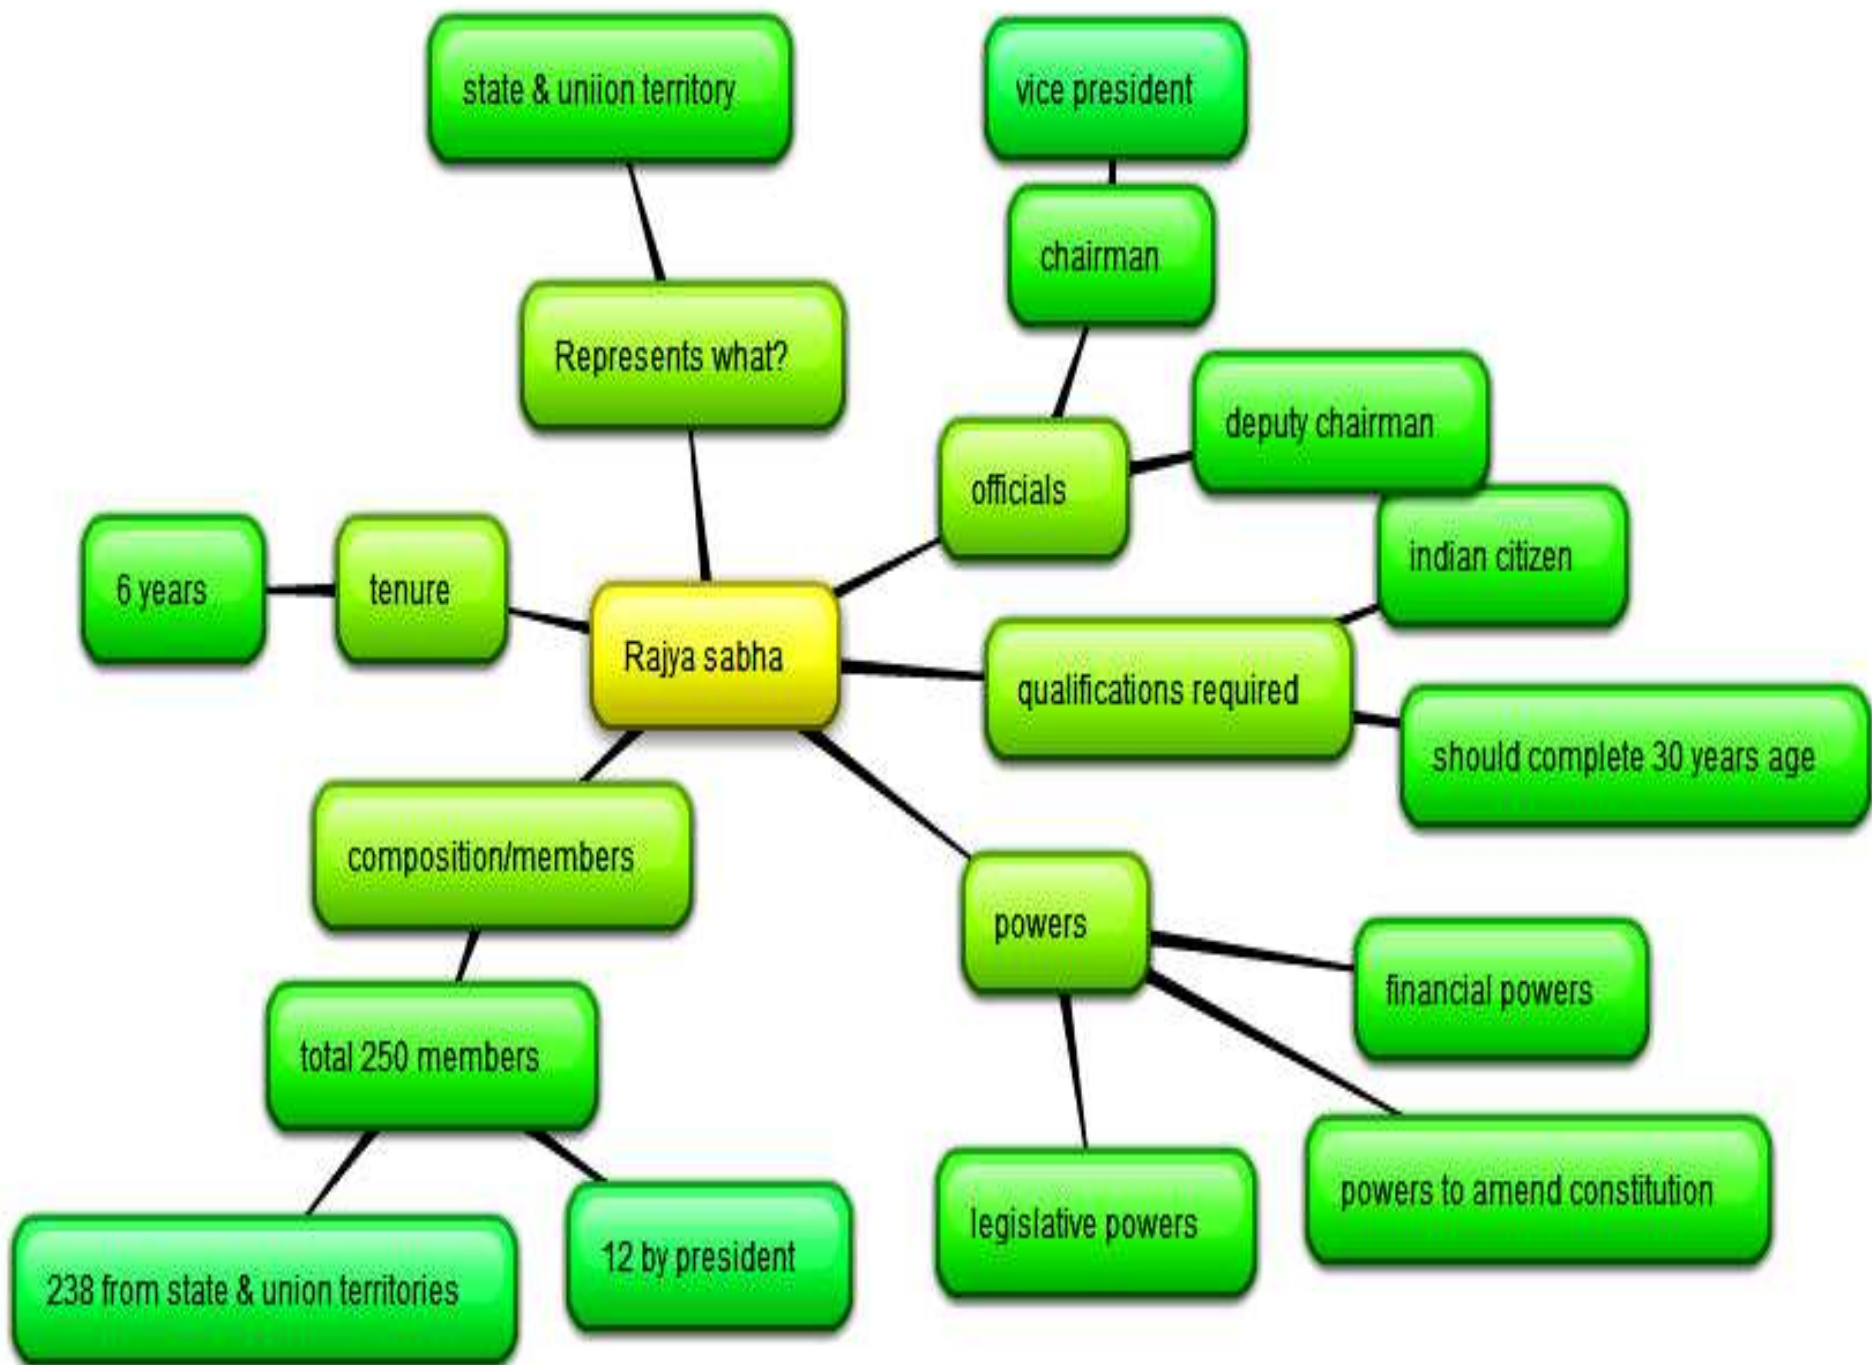 state & uniion territory
vice president
chairman
Represents what?
deputy chairman
officials
indian citizen
6 years
tenure
Rajya sabha
qualifications required
should complete 30 years age
composition/members
powers
financial powers
total 250 members
powers to amend constitution
legislative powers
12 by president
238 from state & union territories